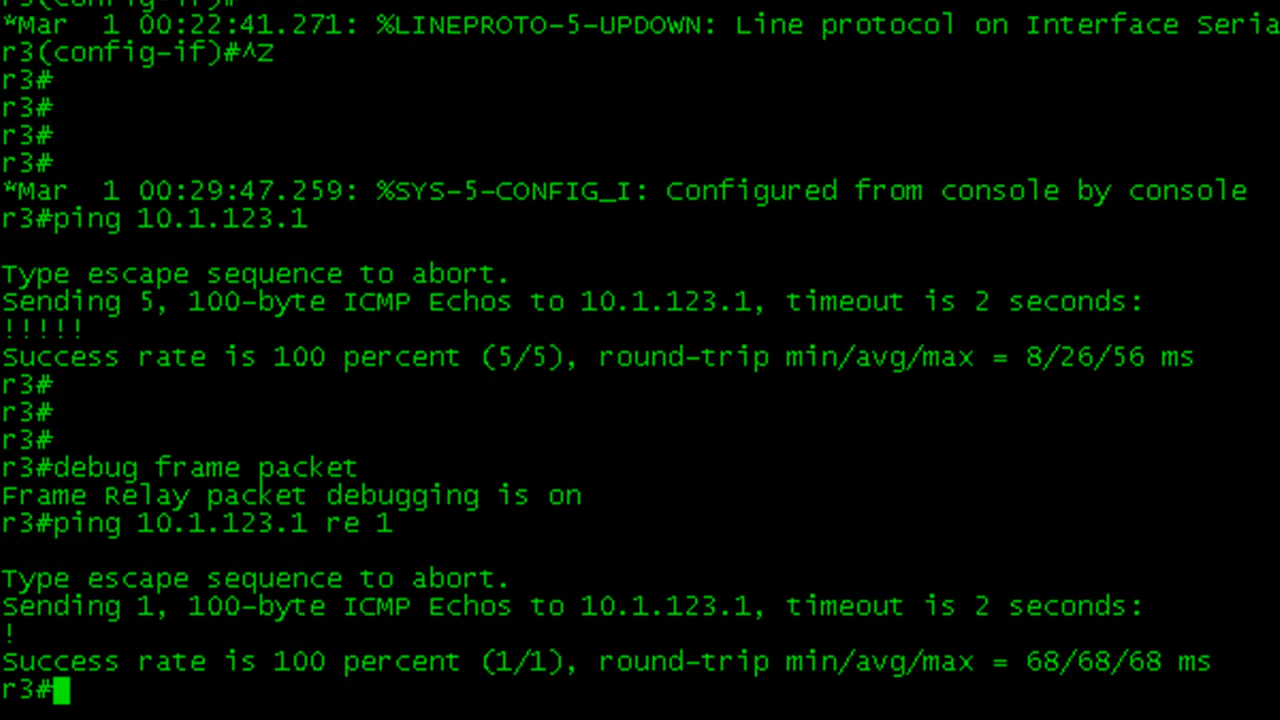 r3(config-if)#
*Mar  1 00:22:41.271: %LINEPROTO-5-UPDOWN: Line protocol on Interface Seria
r3(config-if)#^Z
r3#
r3#
r3#
r3#
*Mar  1 00:29:47.259: %SYS-5-CONFIG_I: Configured from console by console
r3#ping 10.1.123.1
Type escape sequence to abort.
Sending 5, 100-byte ICMP Echos to 10.1.123.1, timeout is 2 seconds:
!!!!!
Success rate is 100 percent (5/5), round-trip min/avg/max = 8/26/56 ms
r3#
r3#
r3#
r3#debug frame packet
Frame Relay packet debugging is on
r3#ping 10.1.123.1 re 1
Type escape sequence to abort.
Sending 1, 100-byte ICMP Echos to 10.1.123.1, timeout is 2 seconds:
!
Success rate is 100 percent (1/1), round-trip min/avg/max = 68/68/68 ms
r3#